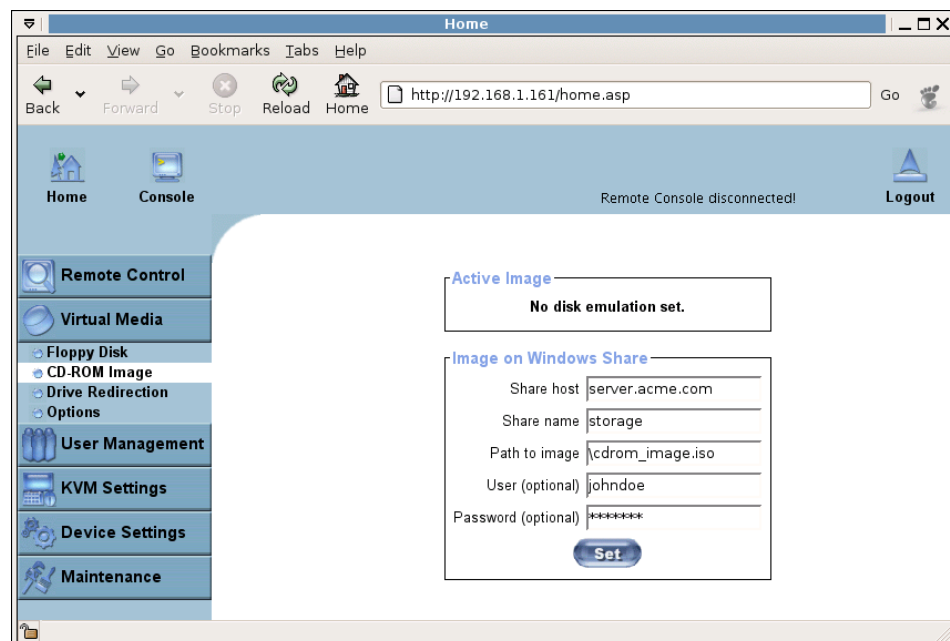 Home
File Edit View Go Bookmarks Tabs Help
Back Forward Stop Reload Home http://192.168.1.161/home.asp Go
Home Console Remote Console disconnected! Logout
Remote Control
Virtual Media
Floppy Disk
CD-ROM Image
Drive Redirection
Options
User Management
KVM Settings
Device Settings
Maintenance
Active Image
No disk emulation set.
Image on Windows Share
Share host server.acme.com
Share name storage
Path to image \cdrom_image.iso
User (optional) johndoe
Password (optional) *******
Set